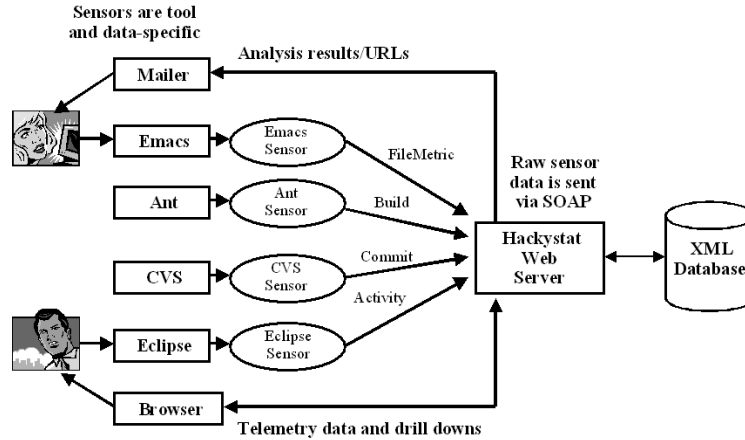 Sensors are tool
and data-specific
Analysis results/URLs
Mailer
Emacs
Emacs
Sensor
FileMetric
Raw sensor
data is sent
via SOAP
Ant
Ant
Sensor
Build
Hackystat
Web
Server
XML
Database
CVS
CVS
Sensor
Commit
Activity
Eclipse
Eclipse
Sensor
Browser
Telemetry data and drill downs